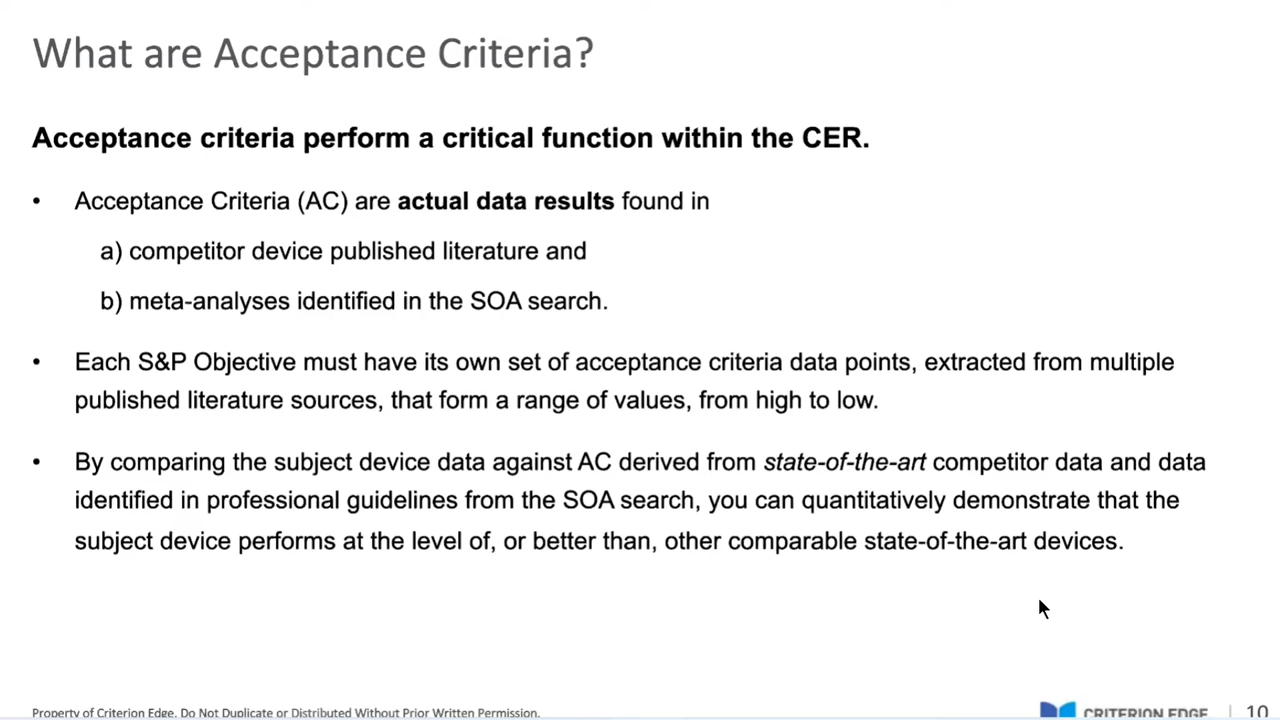 What are Acceptance Criteria?
Acceptance criteria perform a critical function within the CER.
• Acceptance Criteria (AC) are actual data results found in
a) competitor device published literature and
b) meta-analyses identified in the SOA search.
• Each S&P Objective must have its own set of acceptance criteria data points, extracted from multiple
published literature sources, that form a range of values, from high to low.
• By comparing the subject device data against AC derived from state-of-the-art competitor data and data
identified in professional guidelines from the SOA search, you can quantitatively demonstrate that the
subject device performs at the level of, or better than, other comparable state-of-the-art devices.
Property of Criterion Edge. Do Not Duplicate or Distributed Without Prior Written Permission.
CRITERION EDGE | 10